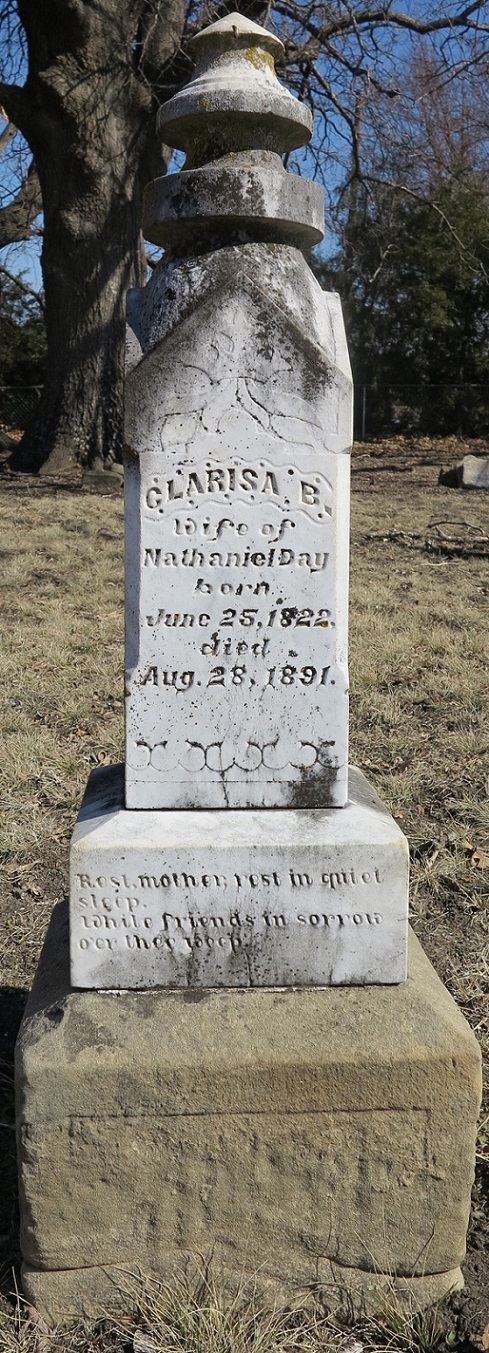 CLARISA B.
Wife of
Nathaniel Day
born
June 25, 1822.
died
Aug. 28, 1891.
Rest, mother, rest in quiet
sleep.
While friends in sorrow
o'er thee weep.